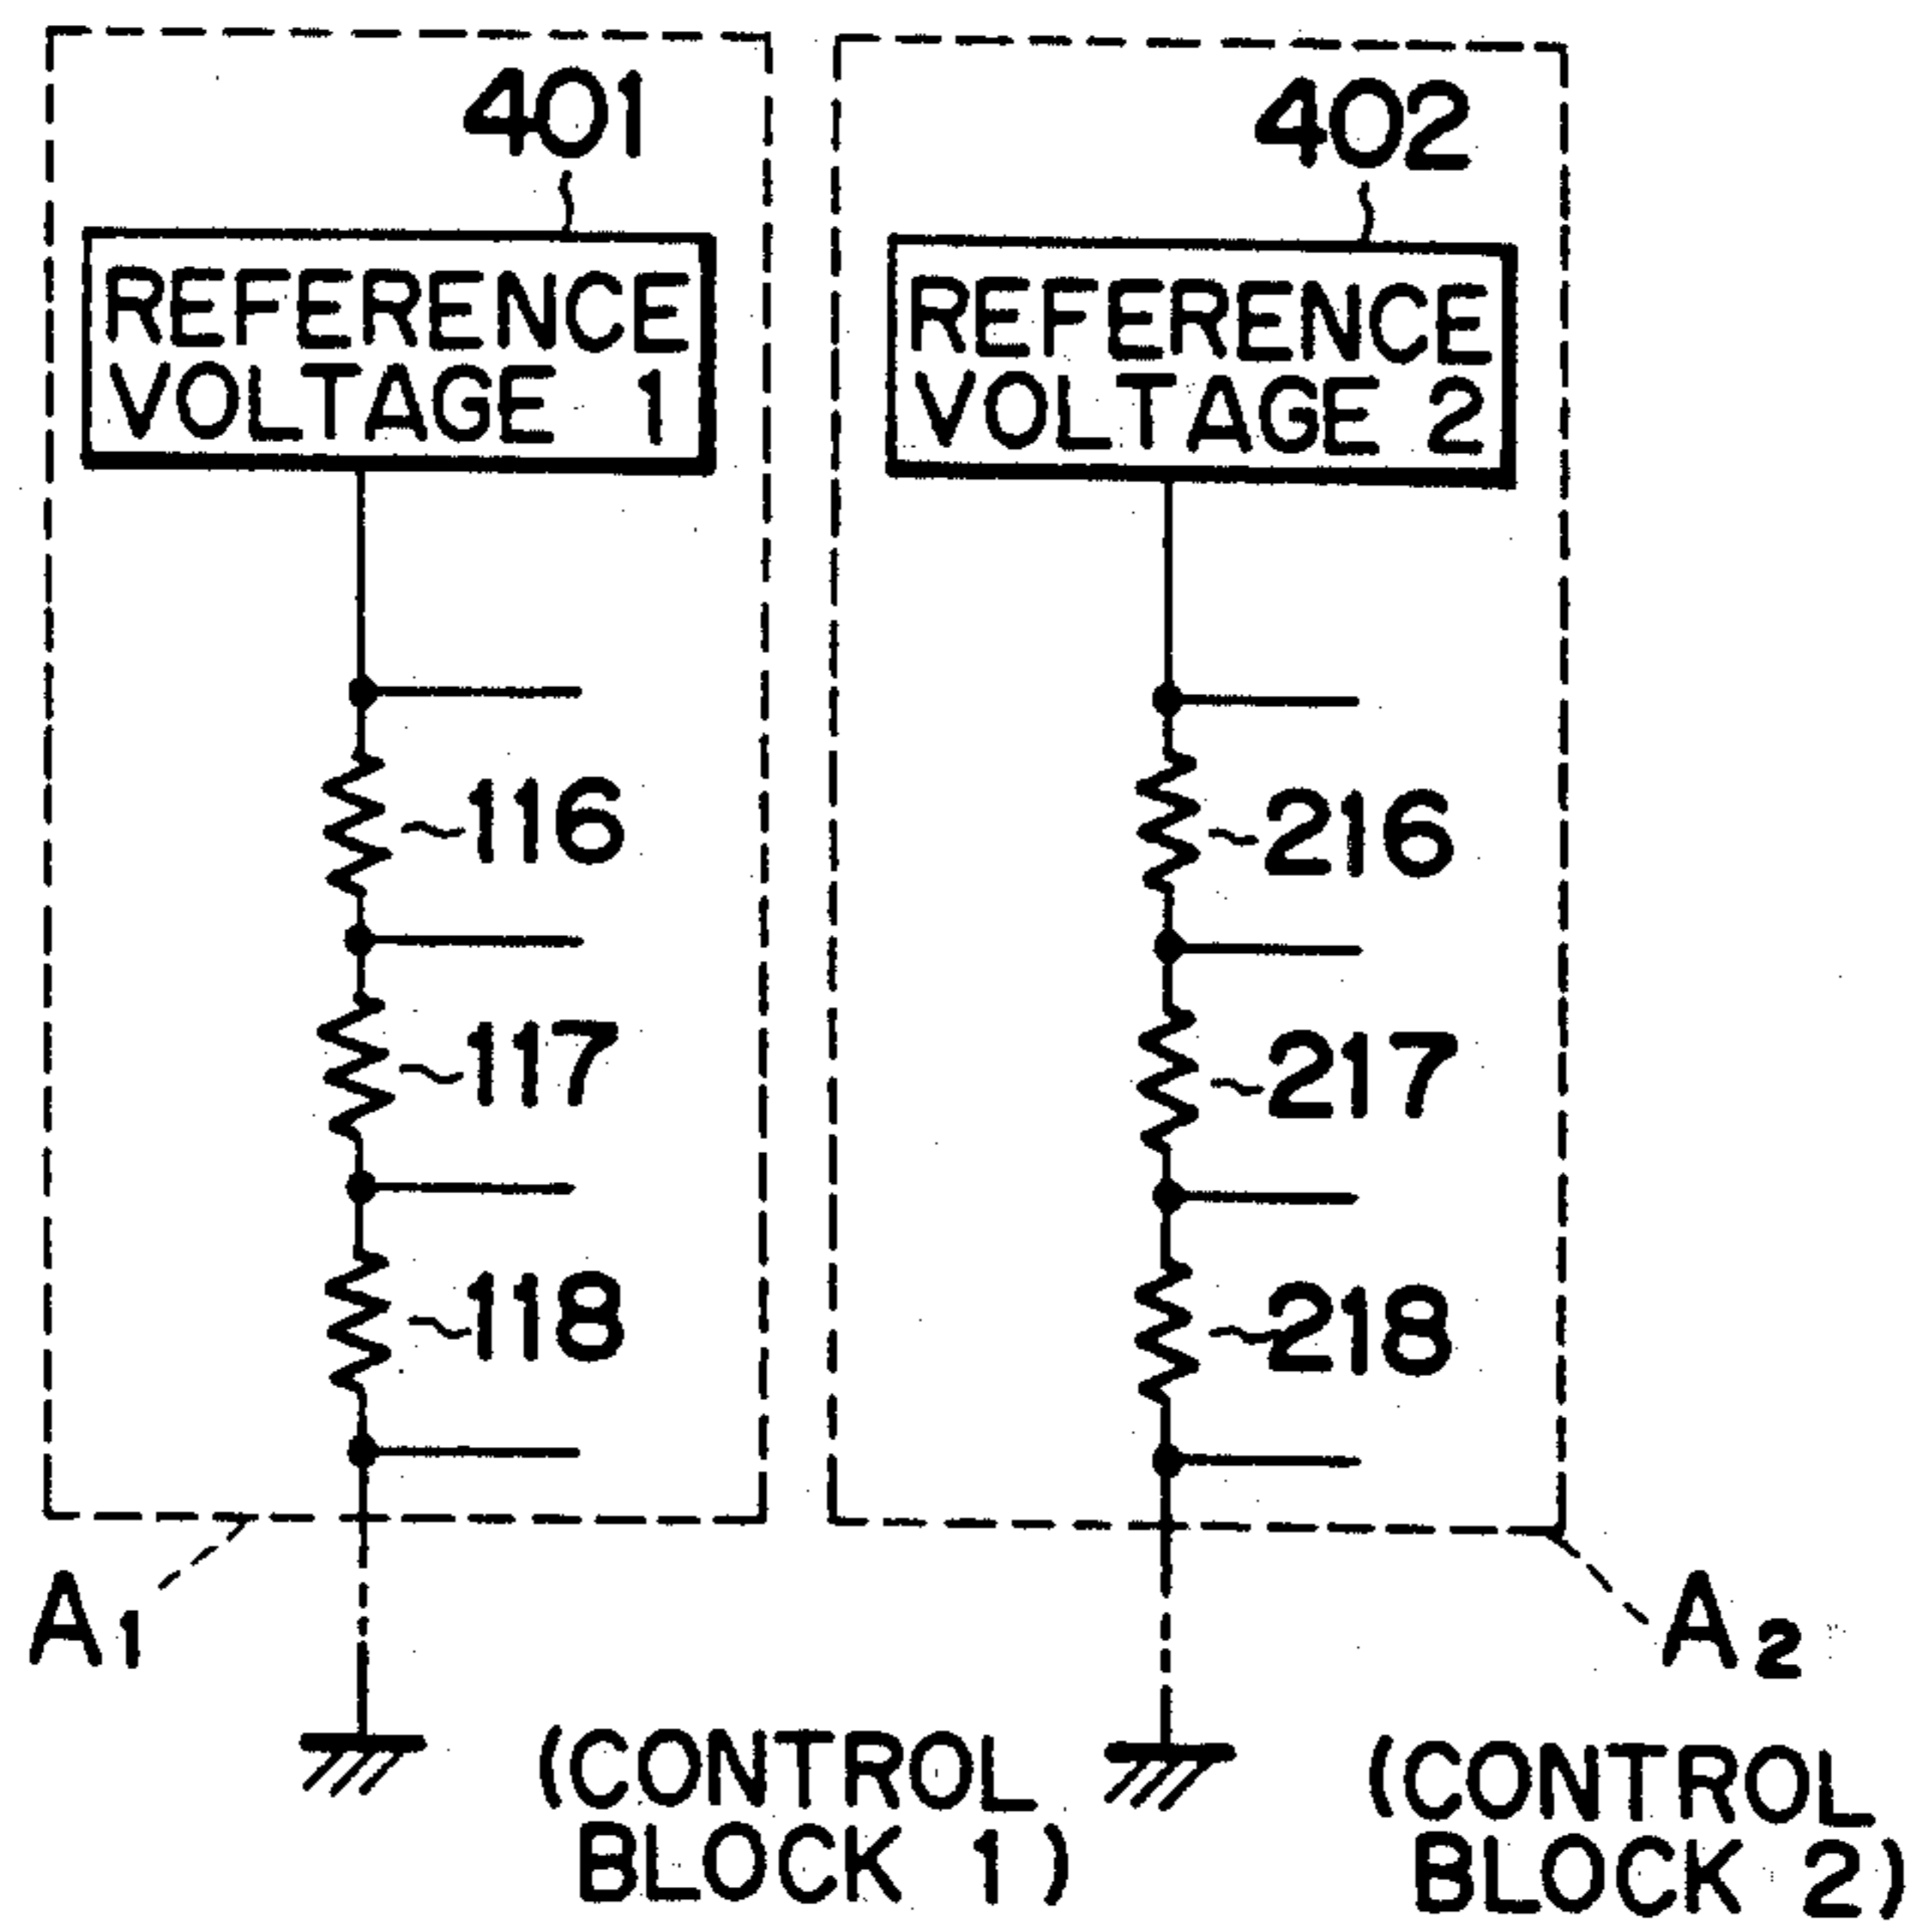 401
REFERENCE
VOLTAGE 1
116
117
118
A1
(CONTROL
BLOCK 1)
402
REFERENCE
VOLTAGE 2
216
217
218
A2
(CONTROL
BLOCK 2)